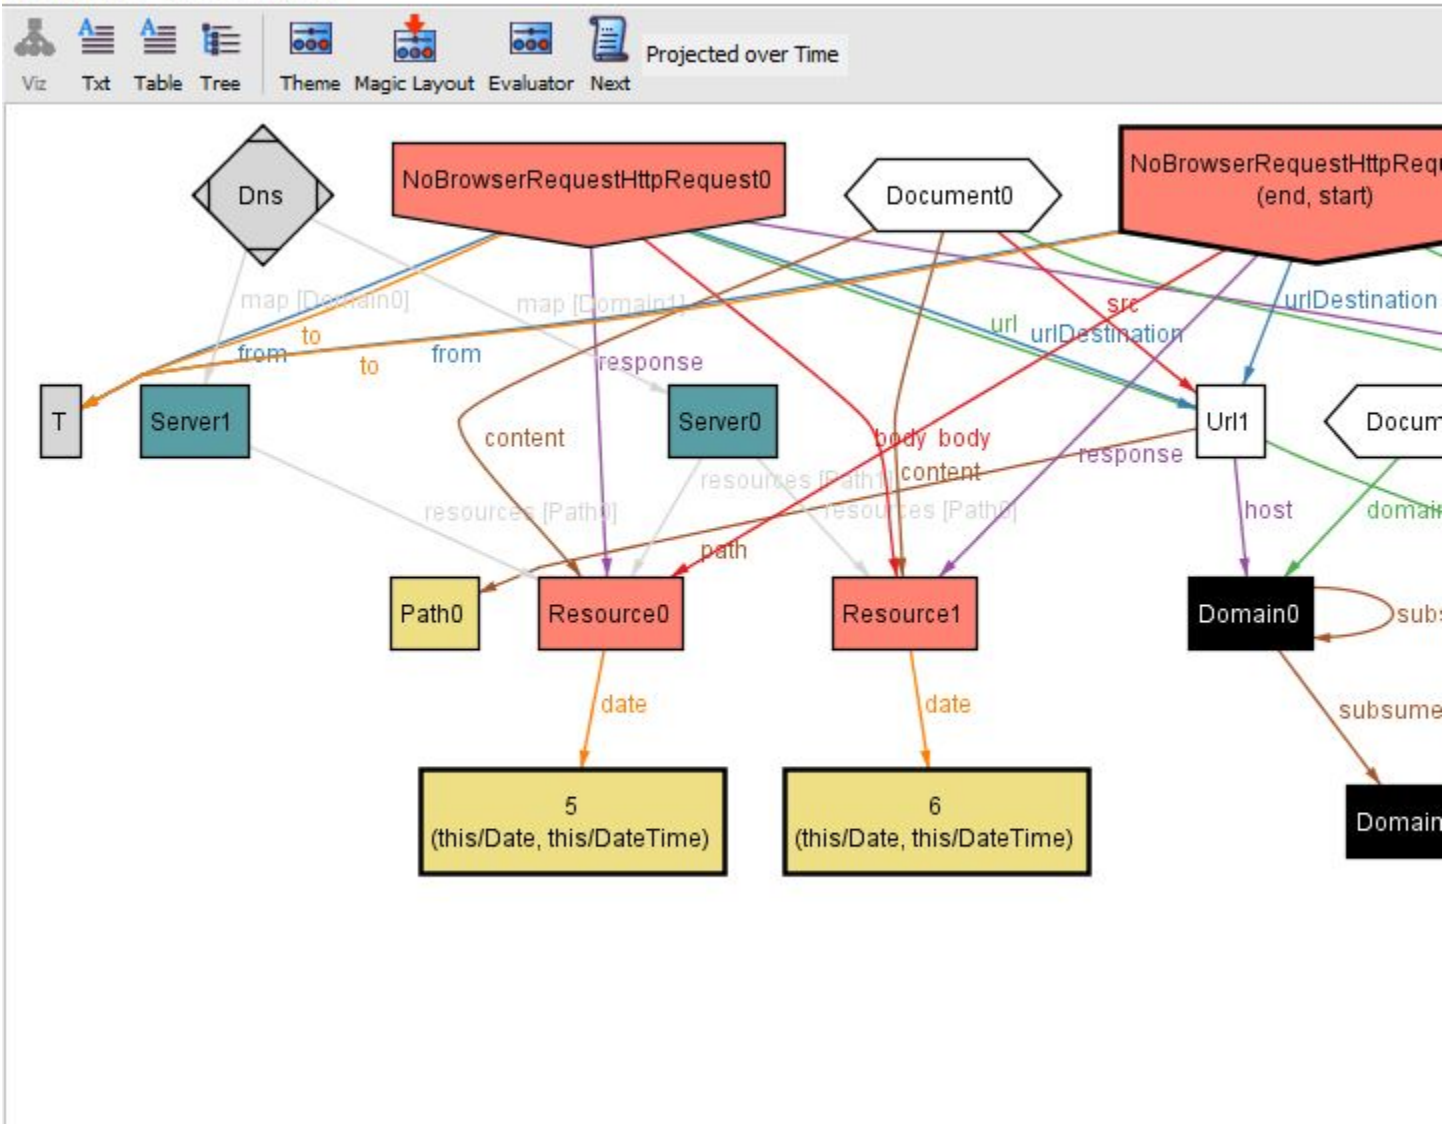 Viz Txt Table Tree Theme Magic Layout Evaluator Next Projected over Time
Dns
NoBrowserRequestHttpRequest0
Document0
NoBrowserRequestHttpRequ
(end, start)
map [Domain0]
map [Domain1]
src
urlDestination
to
url
urlDestination
from
to
from
response
T
Server1
Server0
Url1
Docum
content
body
body
response
content
resources [Path1]
resources [Path0]
resources [Path0]
host
domain
path
Path0
Resource0
Resource1
Domain0
subs
date
date
subsume
5
(this/Date, this/DateTime)
6
(this/Date, this/DateTime)
Domain